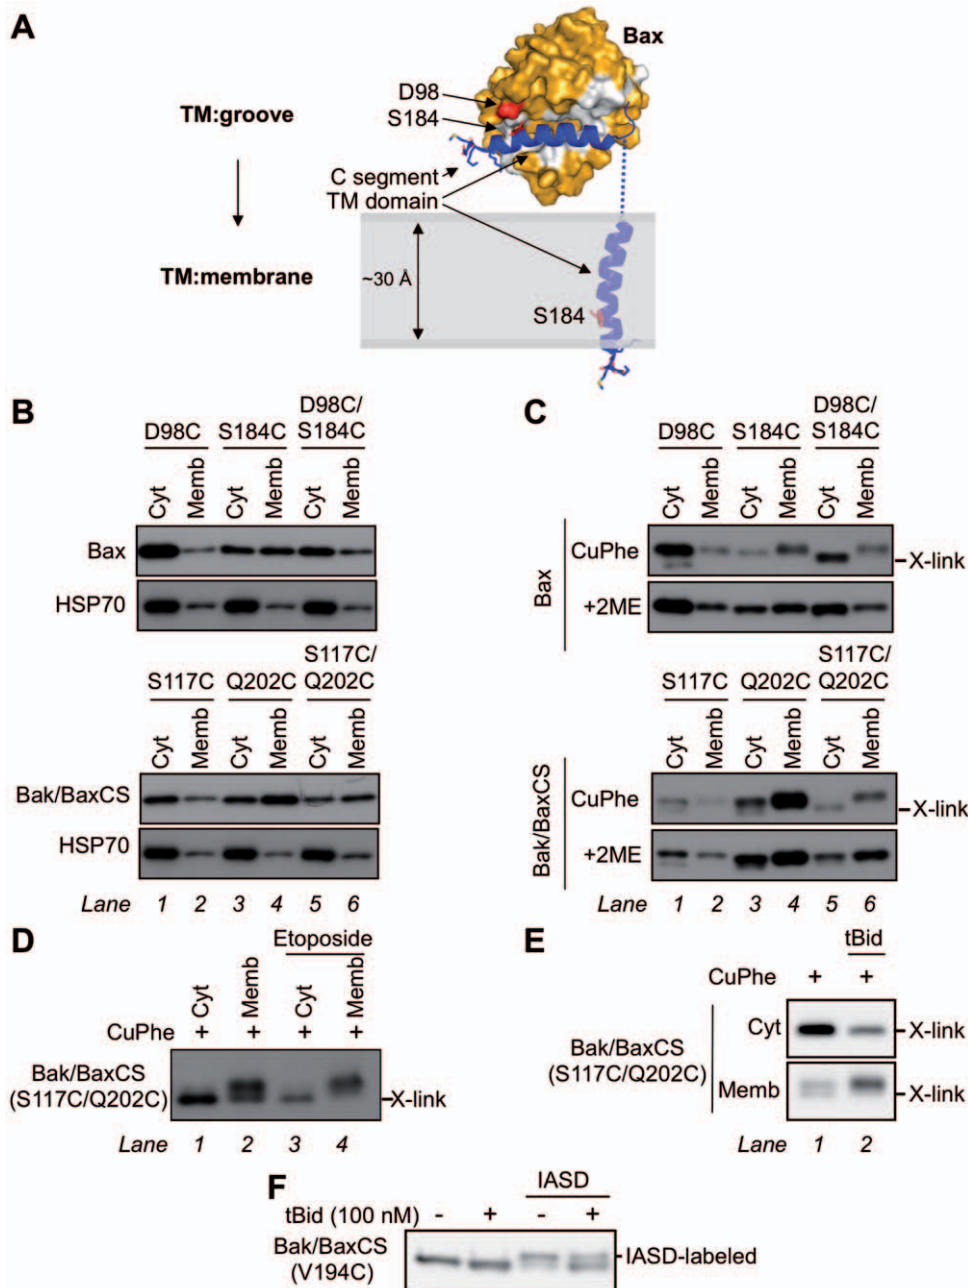 A
Bax
D98
S184
TM:groove
C segment
TM domain
~30 Å
TM:membrane
S184
B
D98C S184C D98C/
S184C
Cyt Memb Cyt Memb Cyt Memb
Bax
HSP70
S117C Q202C S117C/
Q202C
Cyt Memb Cyt Memb Cyt Memb
Bak/BaxCS
HSP70
Lane 1 2 3 4 5 6
C
D98C S184C D98C/
S184C
Cyt Memb Cyt Memb Cyt Memb
Bax
CuPhe
X-link
+2ME
S117C Q202C S117C/
Q202C
Cyt Memb Cyt Memb Cyt Memb
Bak/BaxCS
CuPhe
X-link
+2ME
Lane 1 2 3 4 5 6
D
Etoposide
Cyt Memb Cyt Memb
CuPhe + + + +
Bak/BaxCS
(S117C/Q202C)
X-link
Lane 1 2 3 4
E
tBid
CuPhe + +
Bak/BaxCS
(S117C/Q202C)
Cyt X-link
Memb X-link
Lane 1 2
F
IASD
tBid (100 nM) - + - +
Bak/BaxCS
(V194C)
IASD-labeled